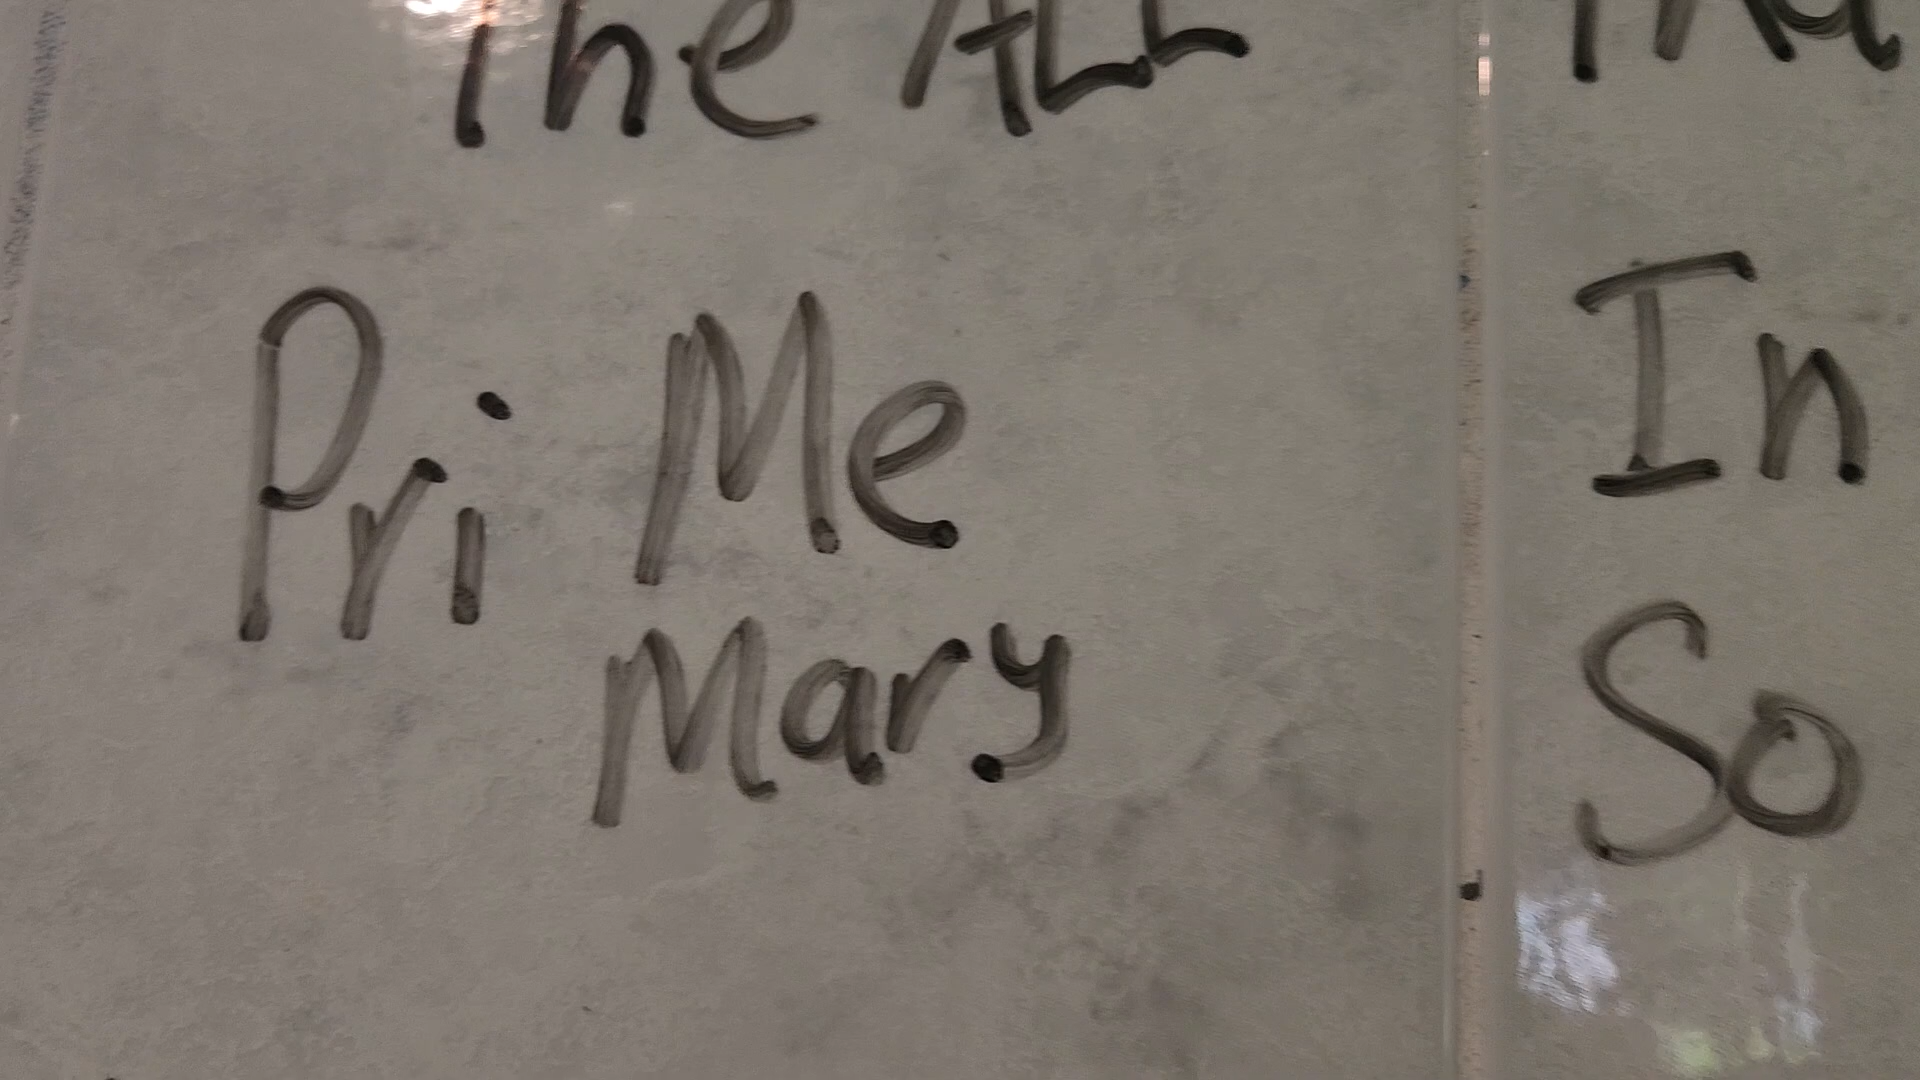 The ALL
Pri Me
Mary
In
So